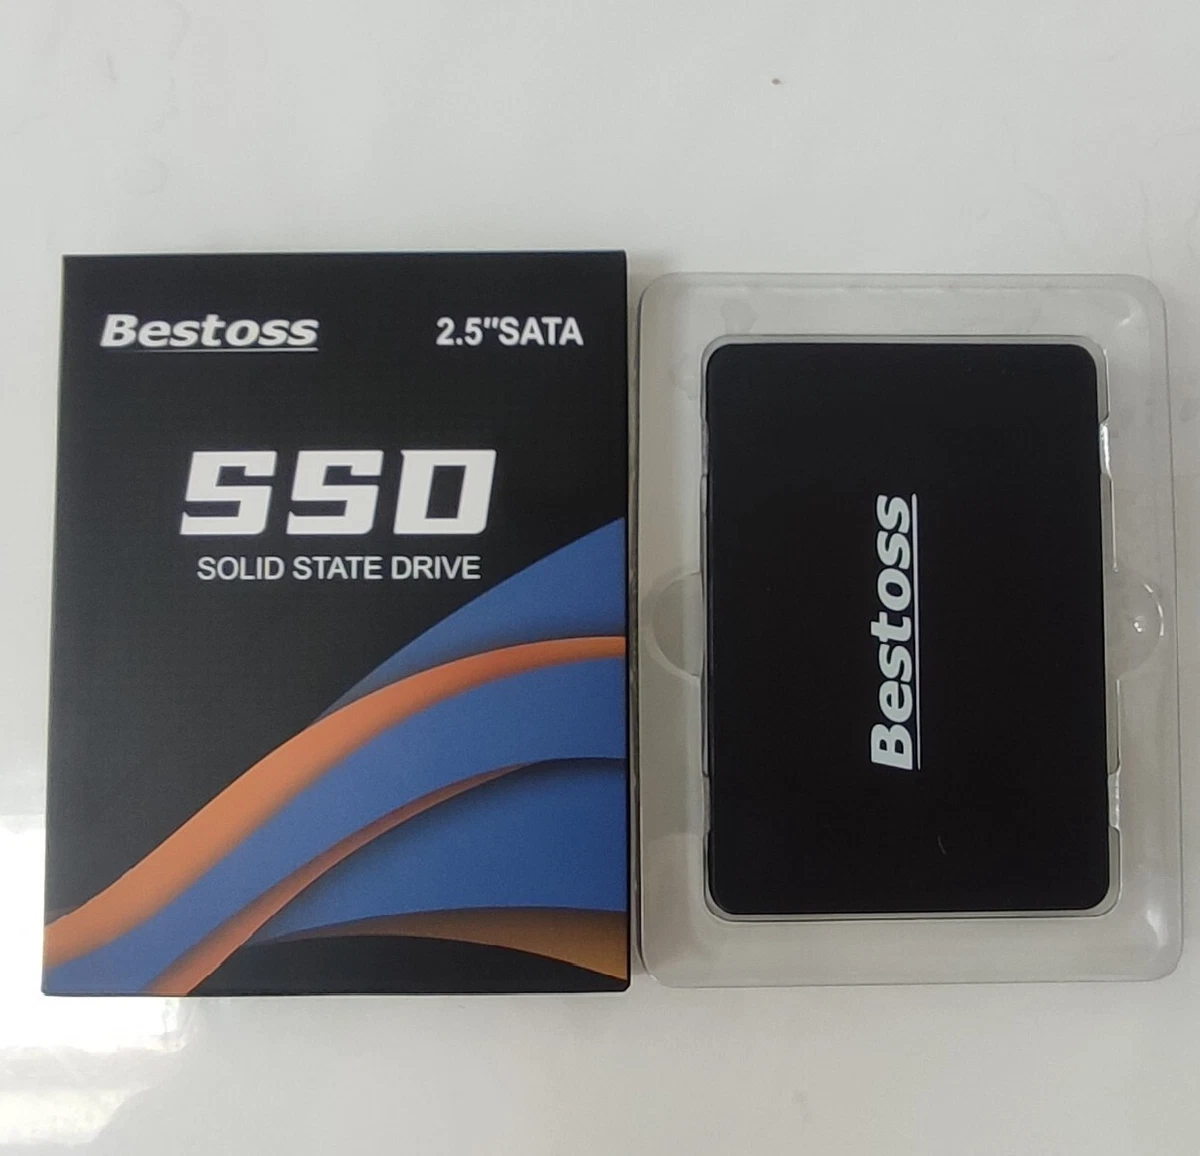 Bestoss
2.5"SATA
SSD
SOLID STATE DRIVE
Bestoss